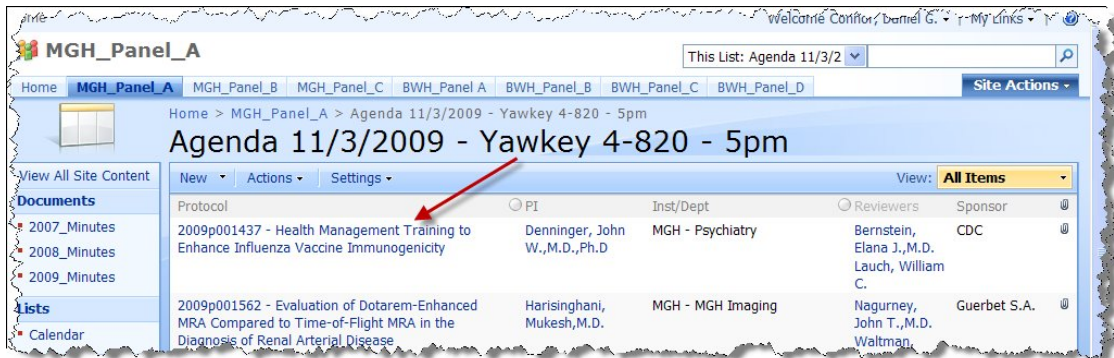 Welcome Connor, Daniel G. My Links
MGH_Panel_A
This List: Agenda 11/3/2
Home MGH_Panel_A MGH_Panel_B MGH_Panel_C BWH_Panel A BWH_Panel_B BWH_Panel_C BWH_Panel_D Site Actions
Home > MGH_Panel_A > Agenda 11/3/2009 - Yawkey 4-820 - 5pm
Agenda 11/3/2009 - Yawkey 4-820 - 5pm
View All Site Content
New Actions Settings View: All Items
Documents
2007_Minutes
2008_Minutes
2009_Minutes
Lists
Calendar
Protocol PI Inst/Dept Reviewers Sponsor
2009p001437 - Health Management Training to MGH - Psychiatry CDC
Enhance Influenza Vaccine Immunogenicity
Denninger, John
W.,M.D.,Ph.D
Bernstein,
Elana J.,M.D.
Lauch, William
C.
2009p001562 - Evaluation of Dotarem-Enhanced MGH - MGH Imaging Guerbet S.A.
MRA Compared to Time-of-Flight MRA in the
Diagnosis of Renal Arterial Disease
Harisinghani,
Mukesh,M.D.
Nagurney,
John T.,M.D.
Waltman,